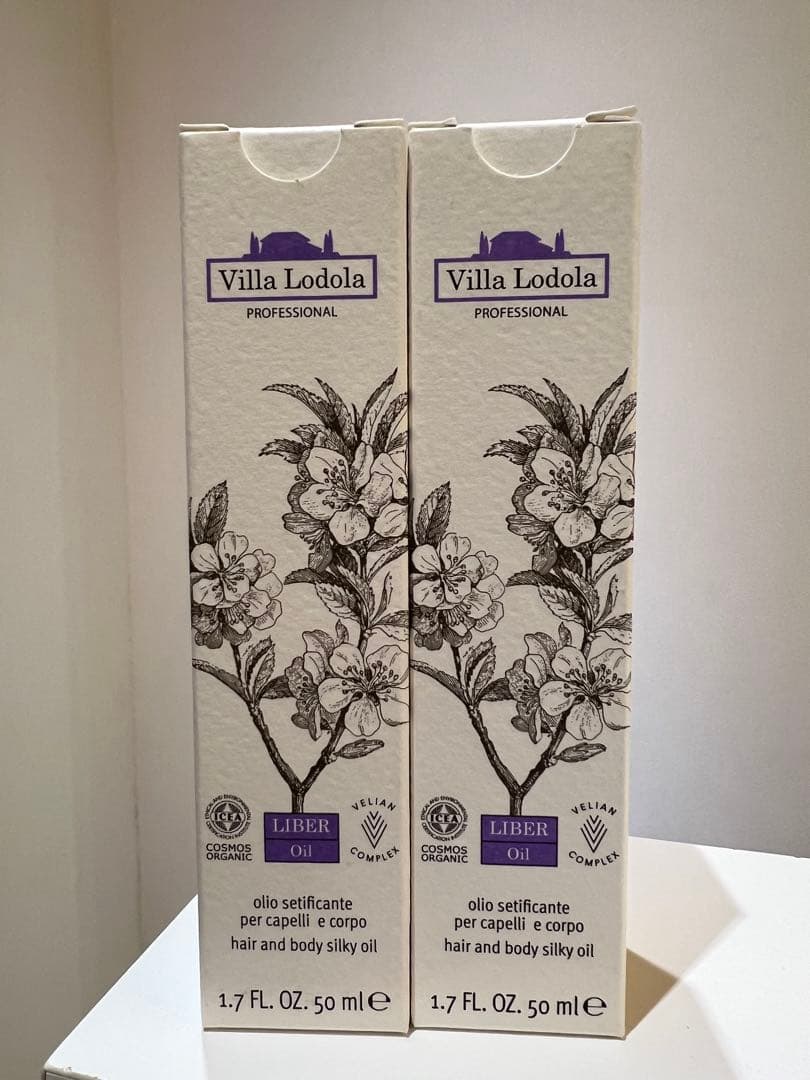 Villa Lodola
PROFESSIONAL
ICEA
COSMOS
ORGANIC
LIBER
Oil
VELIAN
COMPLEX
olio setificante
per capelli e corpo
hair and body silky oil
1.7 FL. OZ. 50 ml e
Villa Lodola
PROFESSIONAL
ICEA
COSMOS
ORGANIC
LIBER
Oil
VELIAN
COMPLEX
olio setificante
per capelli e corpo
hair and body silky oil
1.7 FL. OZ. 50 ml e